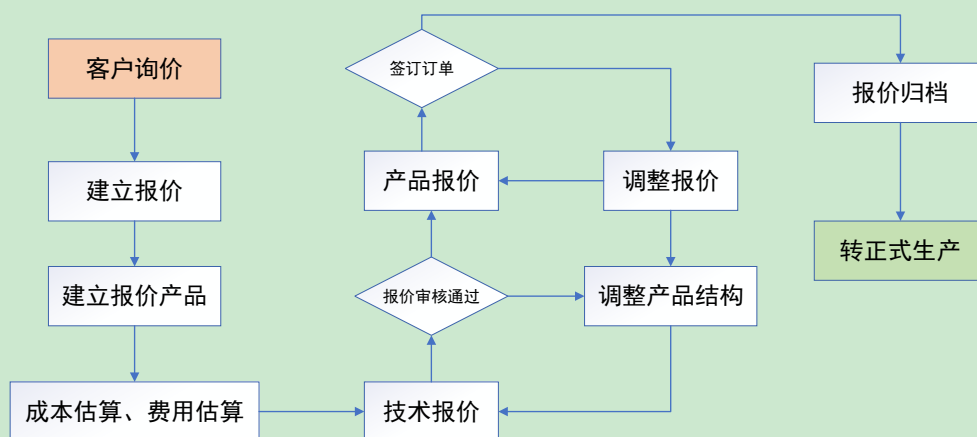 客户询价
建立报价
建立报价产品
成本估算、费用估算
签订订单
产品报价
调整报价
报价审核通过
调整产品结构
技术报价
报价归档
转正式生产